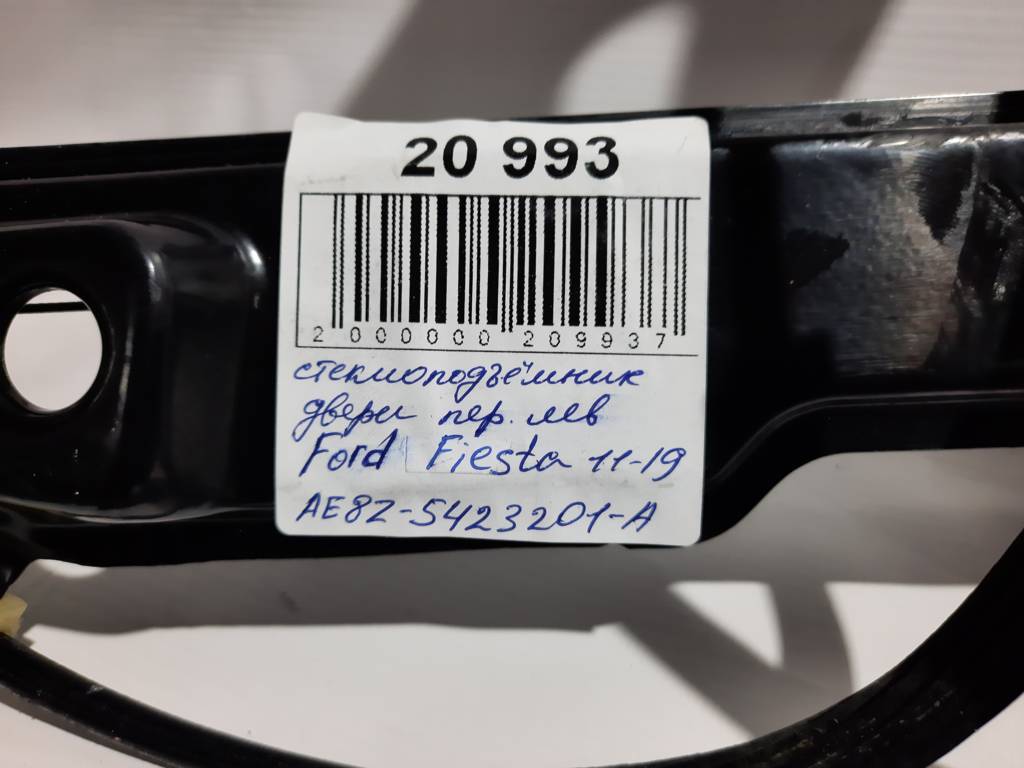 20 993
2 000000 209937
стеклоподъёмник
двери пер. лев
Ford Fiesta 11-19
AE8Z-5423201-A